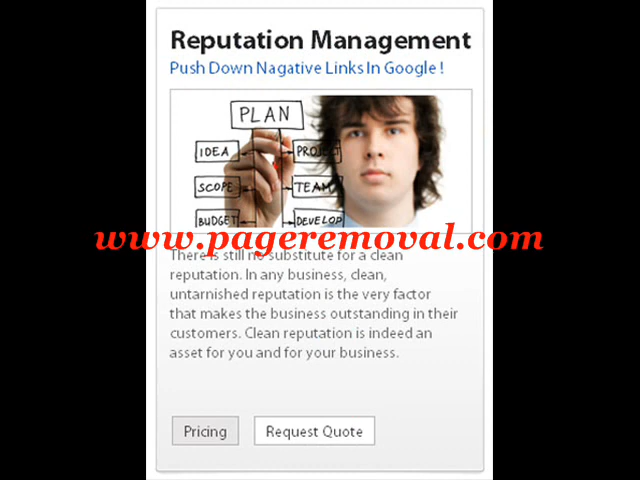 Reputation Management
Push Down Nagative Links In Google !
PLAN
IDEA
PROJECT
SCOPE
TEAM
BUDGET
DEVELOP
www.pageremoval.com
There is still no substitute for a clean
reputation. In any business, clean,
untarnished reputation is the very factor
that makes the business outstanding in their
customers. Clean reputation is indeed an
asset for you and for your business.
Pricing
Request Quote